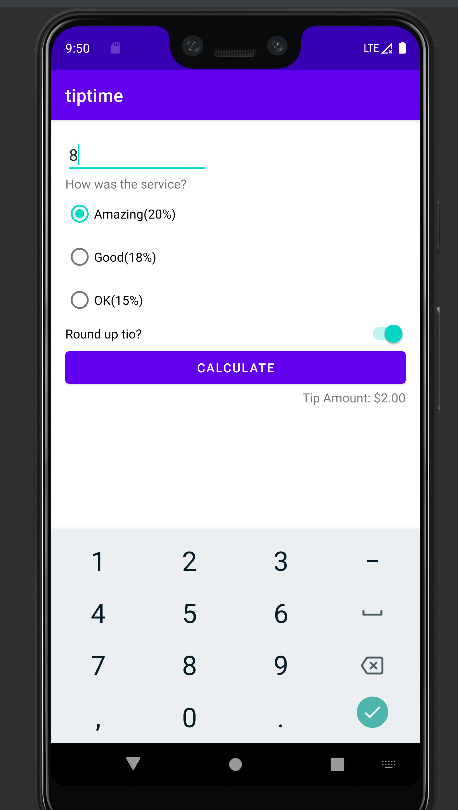 9:50 LTE
tiptime
8
How was the service?
Amazing(20%)
Good(18%)
OK(15%)
Round up tio?
CALCULATE
Tip Amount: $2.00
1 2 3 -
4 5 6
7 8 9
, 0 .